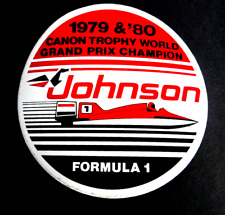 1979 & '80
CANON TROPHY WORLD
GRAND PRIX CHAMPION
Johnson
1
FORMULA 1